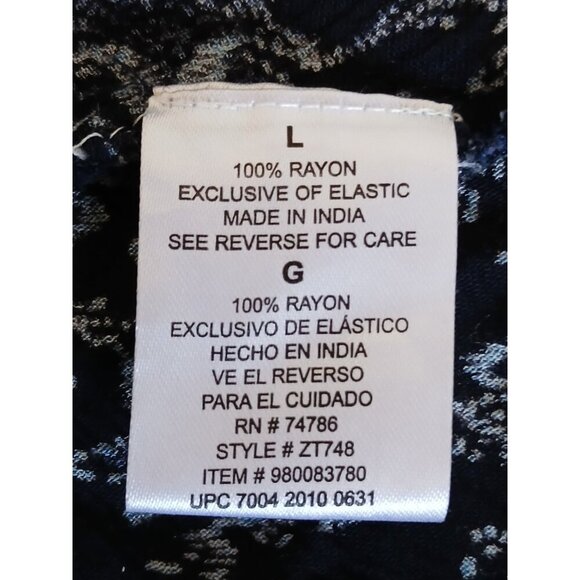 L
100% RAYON
EXCLUSIVE OF ELASTIC
MADE IN INDIA
SEE REVERSE FOR CARE
G
100% RAYON
EXCLUSIVO DE ELÁSTICO
HECHO EN INDIA
VE EL REVERSO
PARA EL CUIDADO
RN # 74786
STYLE # ZT748
ITEM # 980083780
UPC 7004 2010 0631